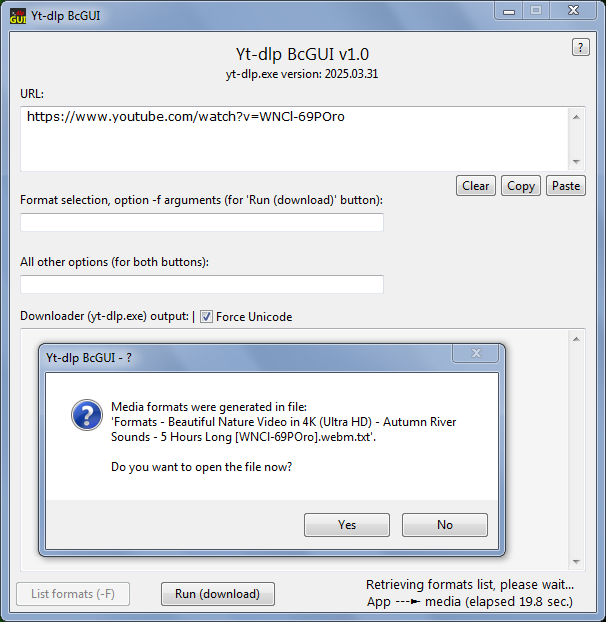 GUI Yt-dlp BcGUI
Yt-dlp BcGUI v1.0
?
yt-dlp.exe version: 2025.03.31
URL:
https://www.youtube.com/watch?v=WNCl-69POro
Clear Copy Paste
Format selection, option -f arguments (for 'Run (download)' button):
All other options (for both buttons):
Downloader (yt-dlp.exe) output: | Force Unicode
Yt-dlp BcGUI - ?
?
Media formats were generated in file:
'Formats - Beautiful Nature Video in 4K (Ultra HD) - Autumn River
Sounds - 5 Hours Long [WNCl-69POro].webm.txt'.
Do you want to open the file now?
Yes No
List formats (-F) Run (download)
Retrieving formats list, please wait...
App ---► media (elapsed 19.8 sec.)